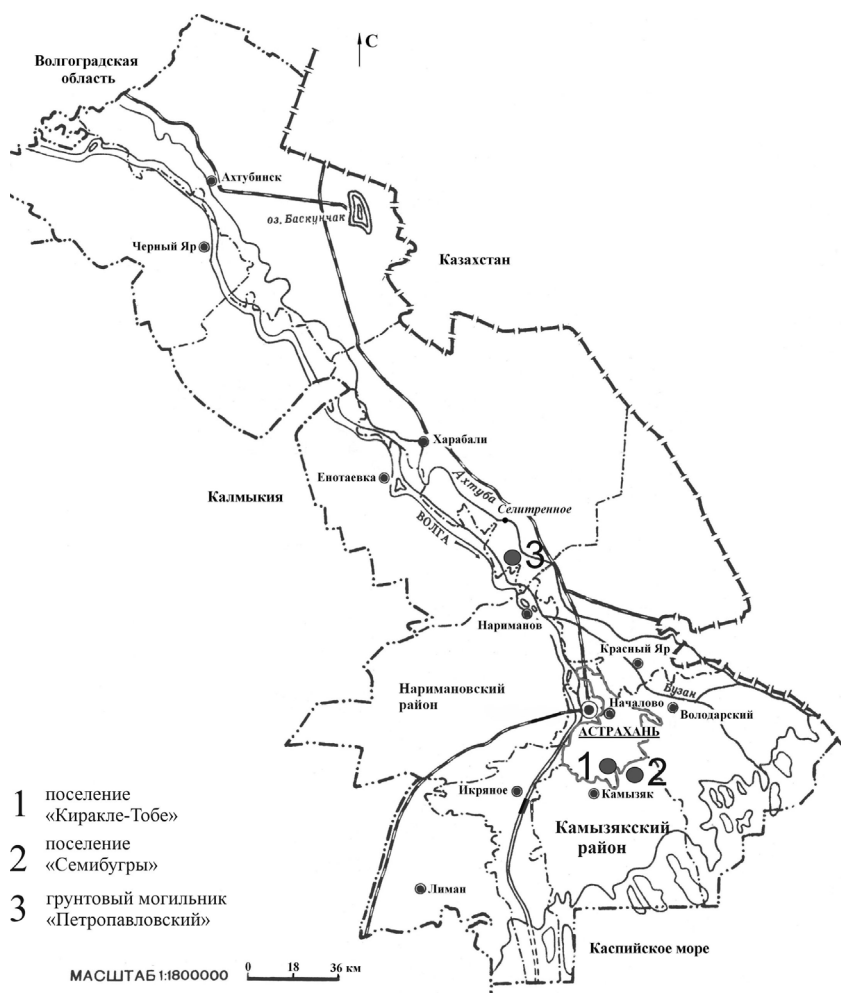 С
Волгоградская
область
Ахтубинск
оз. Баскунчак
Черный Яр
Казахстан
Харабали
Енотаевка
Ахтуба
Калмыкия
Селитренное
ВОЛГА
3
Нариманов
Красный Яр
Наримановский
район
Бузан
Началово
Володарский
АСТРАХАНЬ
1
2
Икряное
Камызяк
Камызякский
район
Лиман
Каспийское море
1 поселение
«Киракле-Тобе»
2 поселение
«Семибугры»
3 грунтовый могильник
«Петропавловский»
МАСШТАБ 1:1800000
0 18 36 км